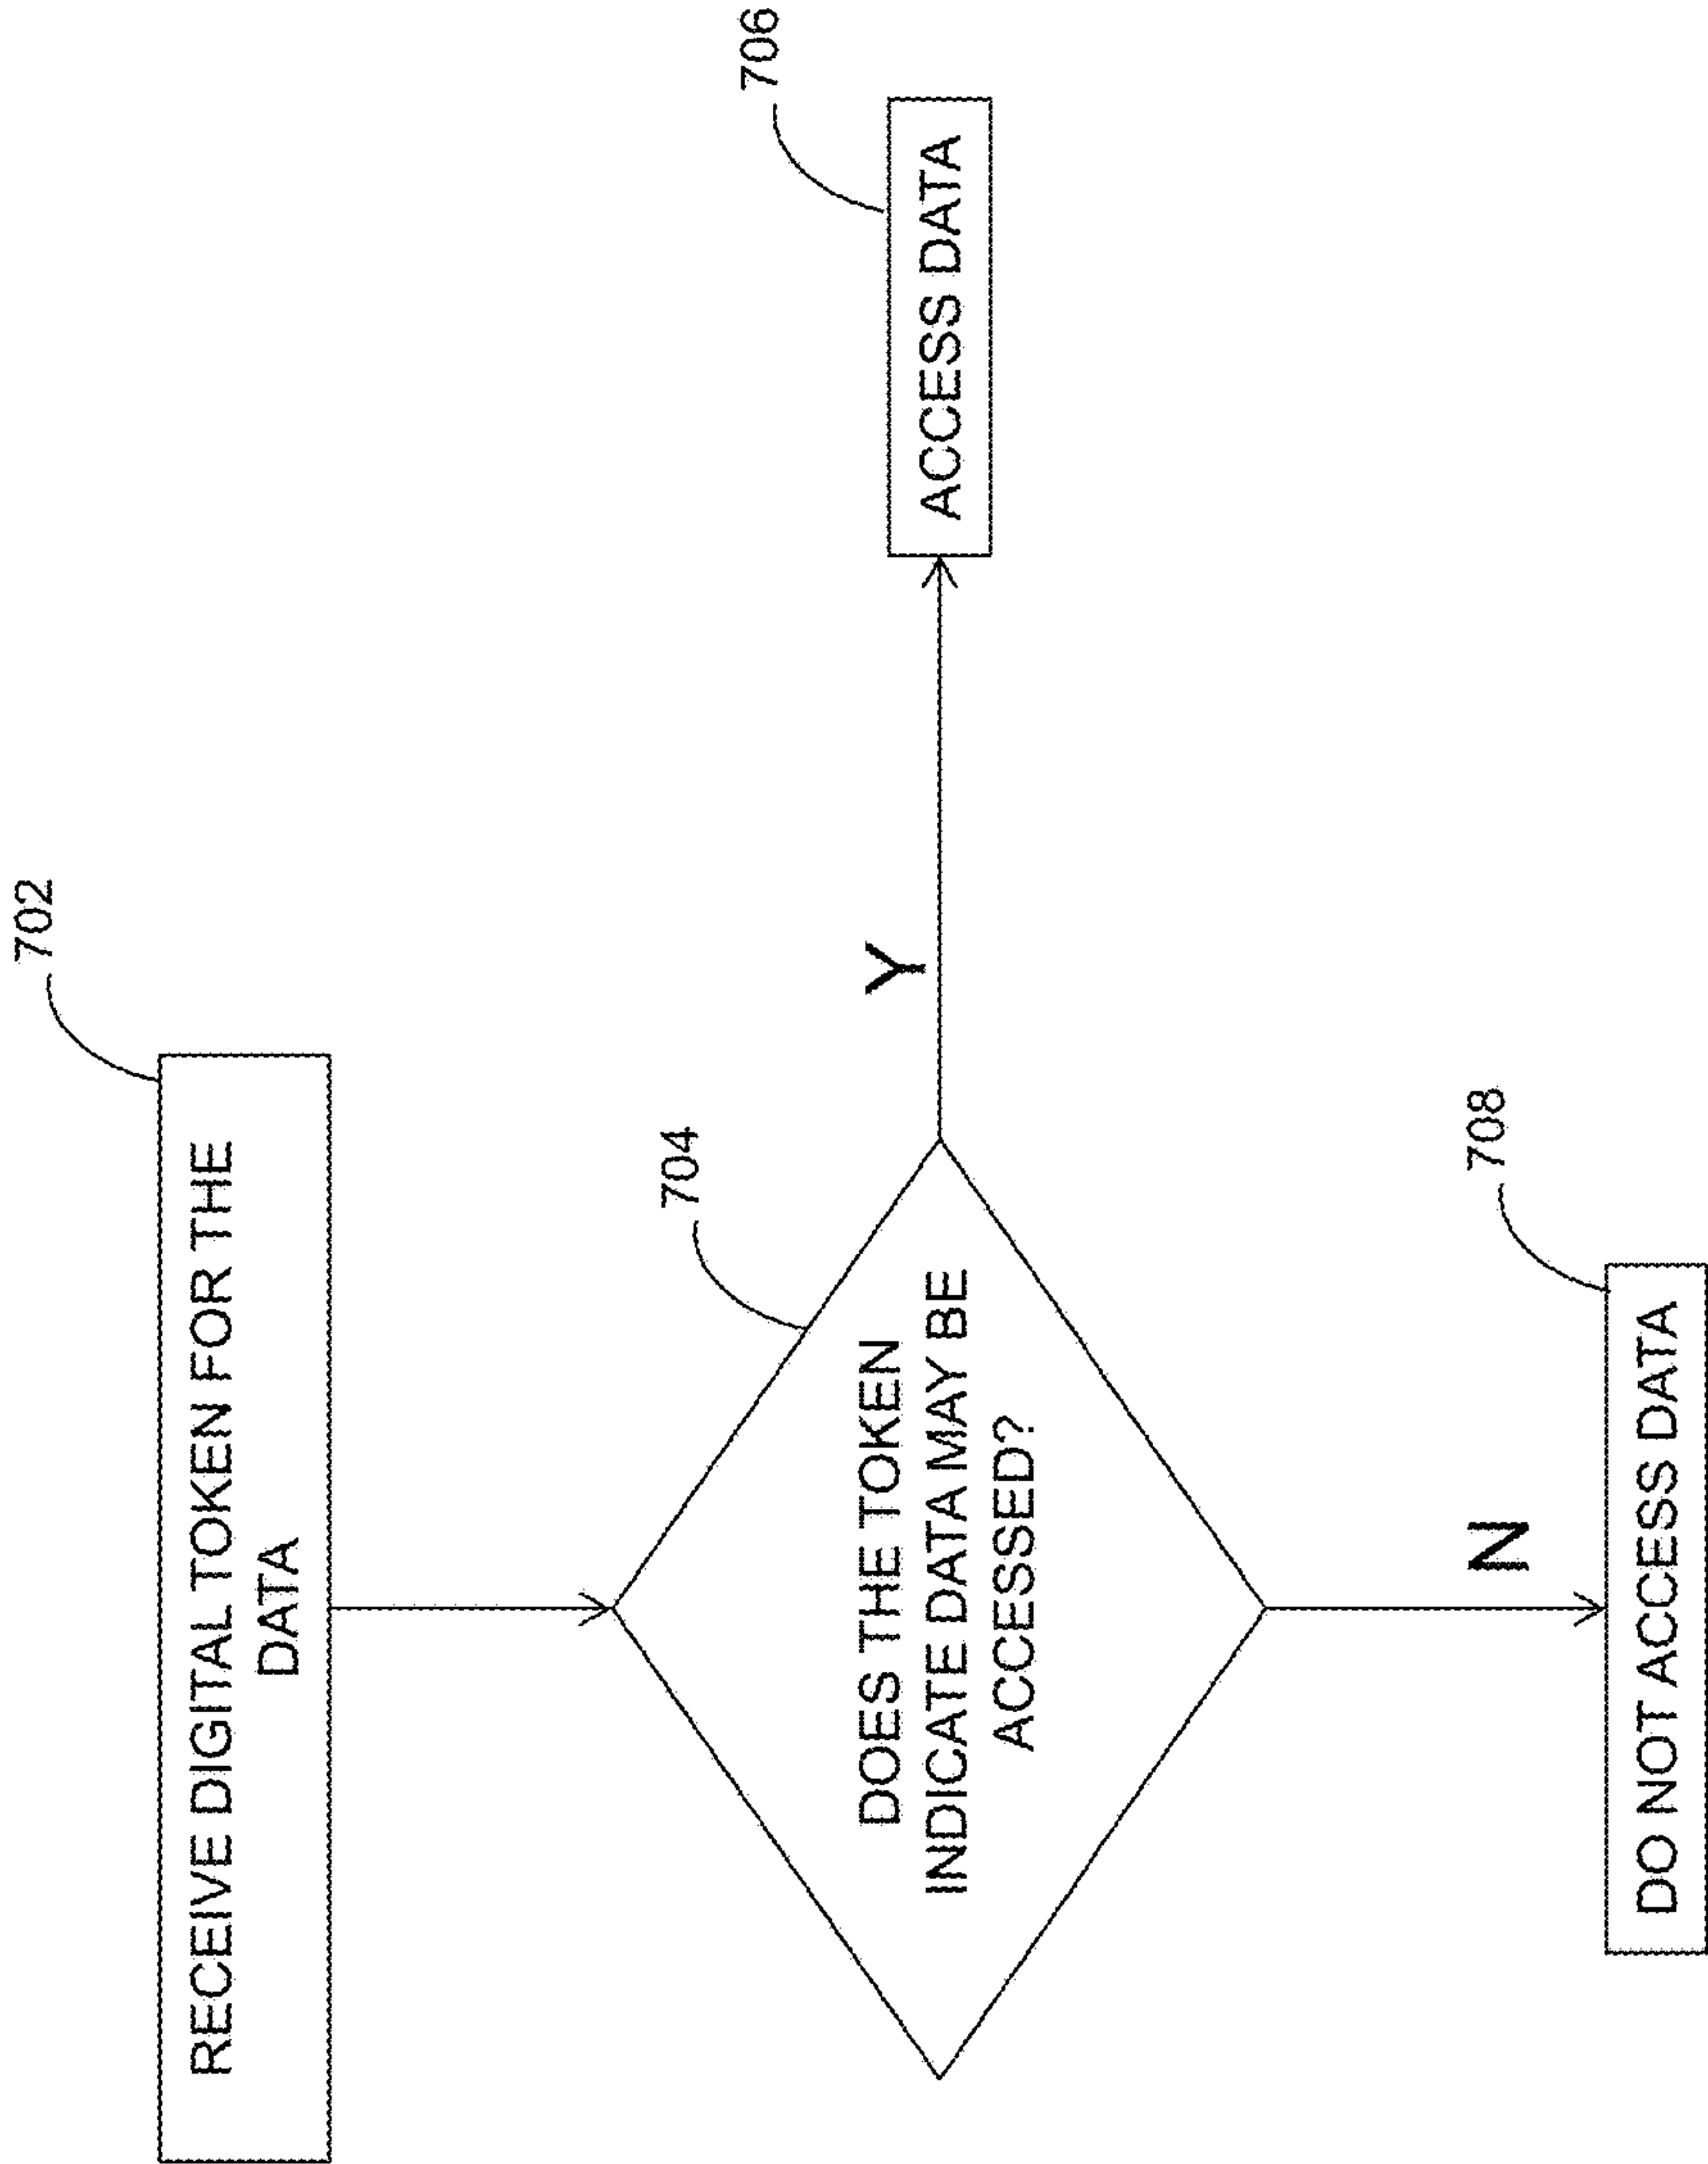 702
RECEIVE DIGITAL TOKEN FOR THE
DATA
704
DOES THE TOKEN
INDICATE DATA MAY BE
ACCESSED?
Y
706
ACCESS DATA
N
708
DO NOT ACCESS DATA